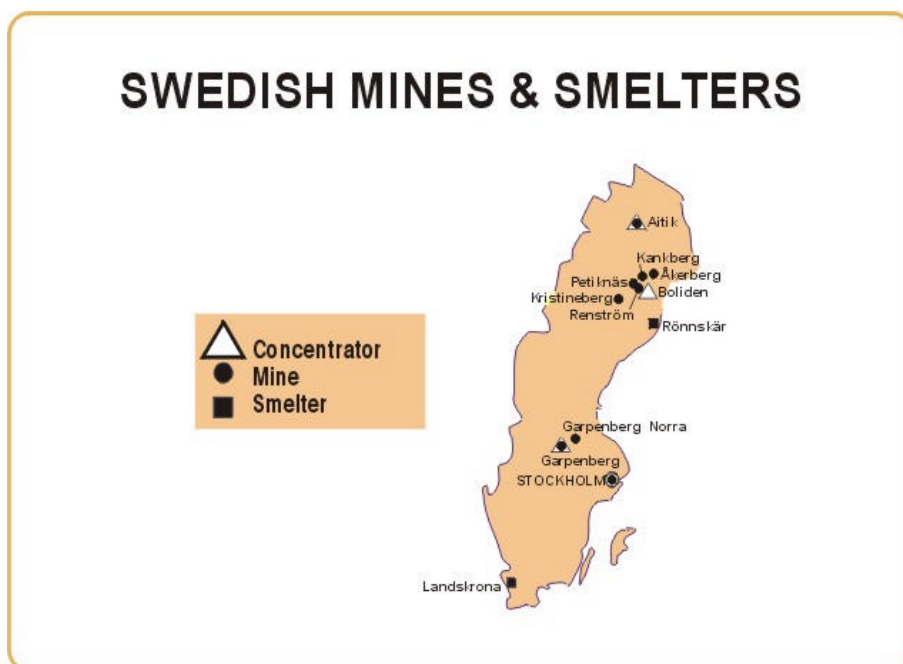 SWEDISH MINES & SMELTERS
Aitik
Kankberg
Åkerberg
Petiknäs
Boliden
Kristineberg
Renström
Rönnskär
Concentrator
Mine
Smelter
Garpenberg Norra
Garpenberg
STOCKHOLM
Landskrona